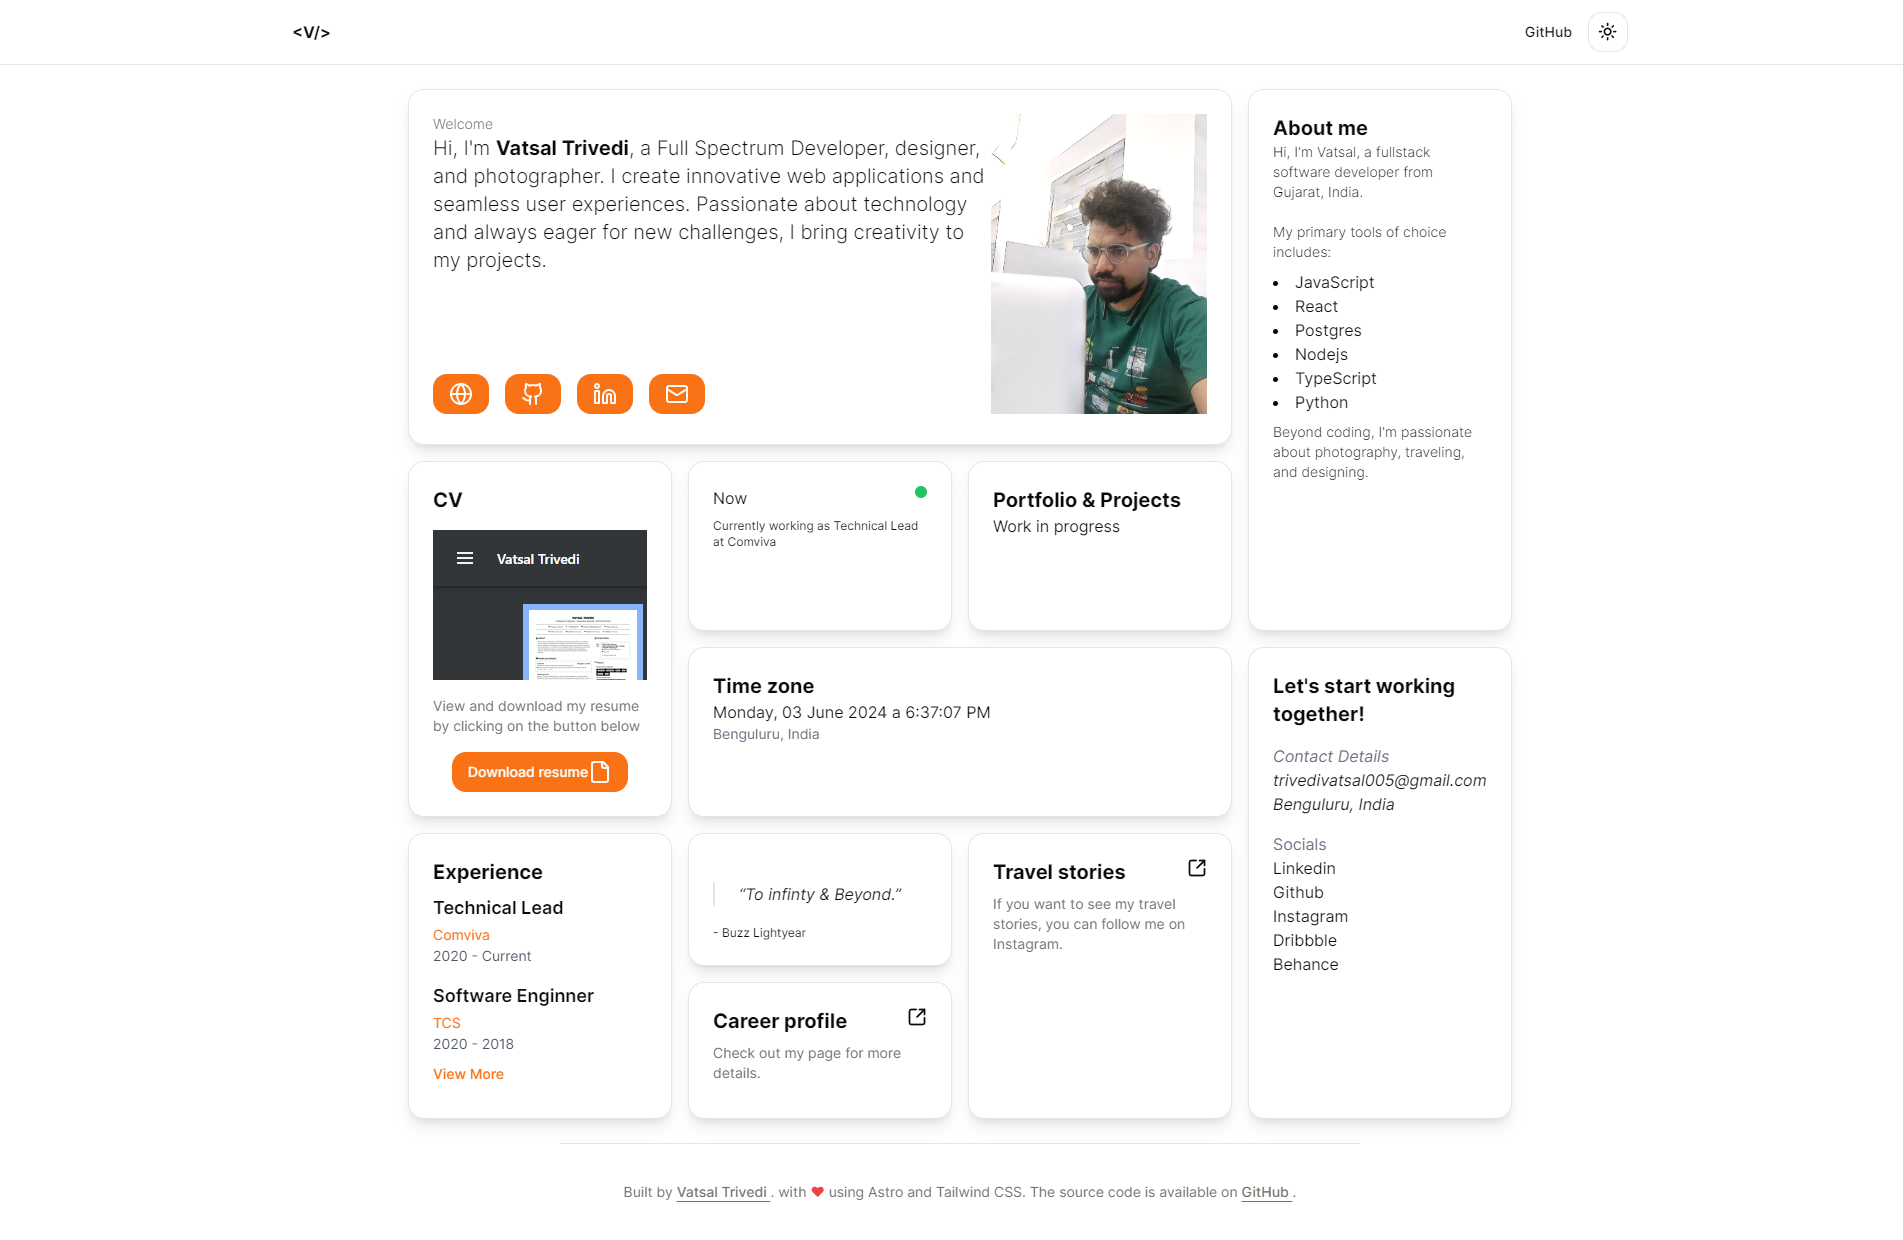 <V/>
GitHub
Welcome
Hi, I'm Vatsal Trivedi, a Full Spectrum Developer, designer,
and photographer. I create innovative web applications and
seamless user experiences. Passionate about technology
and always eager for new challenges, I bring creativity to
my projects.
About me
Hi, I'm Vatsal, a fullstack
software developer from
Gujarat, India.
My primary tools of choice
includes:
• JavaScript
• React
• Postgres
• Nodejs
• TypeScript
• Python
Beyond coding, I'm passionate
about photography, traveling,
and designing.
CV
Vatsal Trivedi
VATSAL TRIVEDI
View and download my resume
by clicking on the button below
Download resume
Now
Currently working as Technical Lead
at Comviva
Portfolio & Projects
Work in progress
Time zone
Monday, 03 June 2024 a 6:37:07 PM
Benguluru, India
Let's start working
together!
Contact Details
trivedivatsal005@gmail.com
Benguluru, India
Socials
Linkedin
Github
Instagram
Dribbble
Behance
Experience
Technical Lead
Comviva
2020 - Current
Software Enginner
TCS
2020 - 2018
View More
“To infinty & Beyond.”
- Buzz Lightyear
Career profile
Check out my page for more
details.
Travel stories
If you want to see my travel
stories, you can follow me on
Instagram.
Built by Vatsal Trivedi . with ❤ using Astro and Tailwind CSS. The source code is available on GitHub .